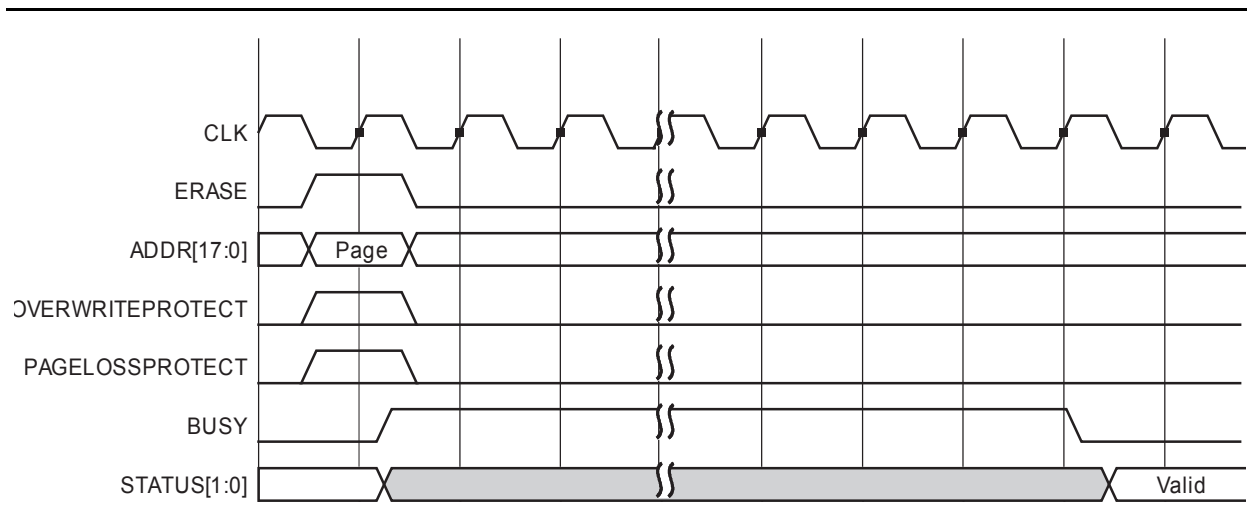 CLK
ERASE
ADDR[17:0]
Page
OVERWRITEPROTECT
PAGELOSSPROTECT
BUSY
STATUS[1:0]
Valid